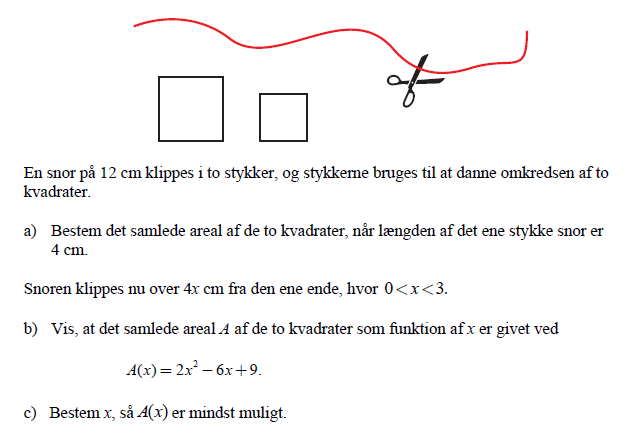 En snor på 12 cm klippes i to stykker, og stykkerne bruges til at danne omkredsen af to
kvadrater.
a) Bestem det samlede areal af de to kvadrater, når længden af det ene stykke snor er
4 cm.
Snoren klippes nu over 4x cm fra den ene ende, hvor 0<x<3.
b) Vis, at det samlede areal A af de to kvadrater som funktion af x er givet ved
A(x) = 2x² – 6x + 9.
c) Bestem x, så A(x) er mindst muligt.